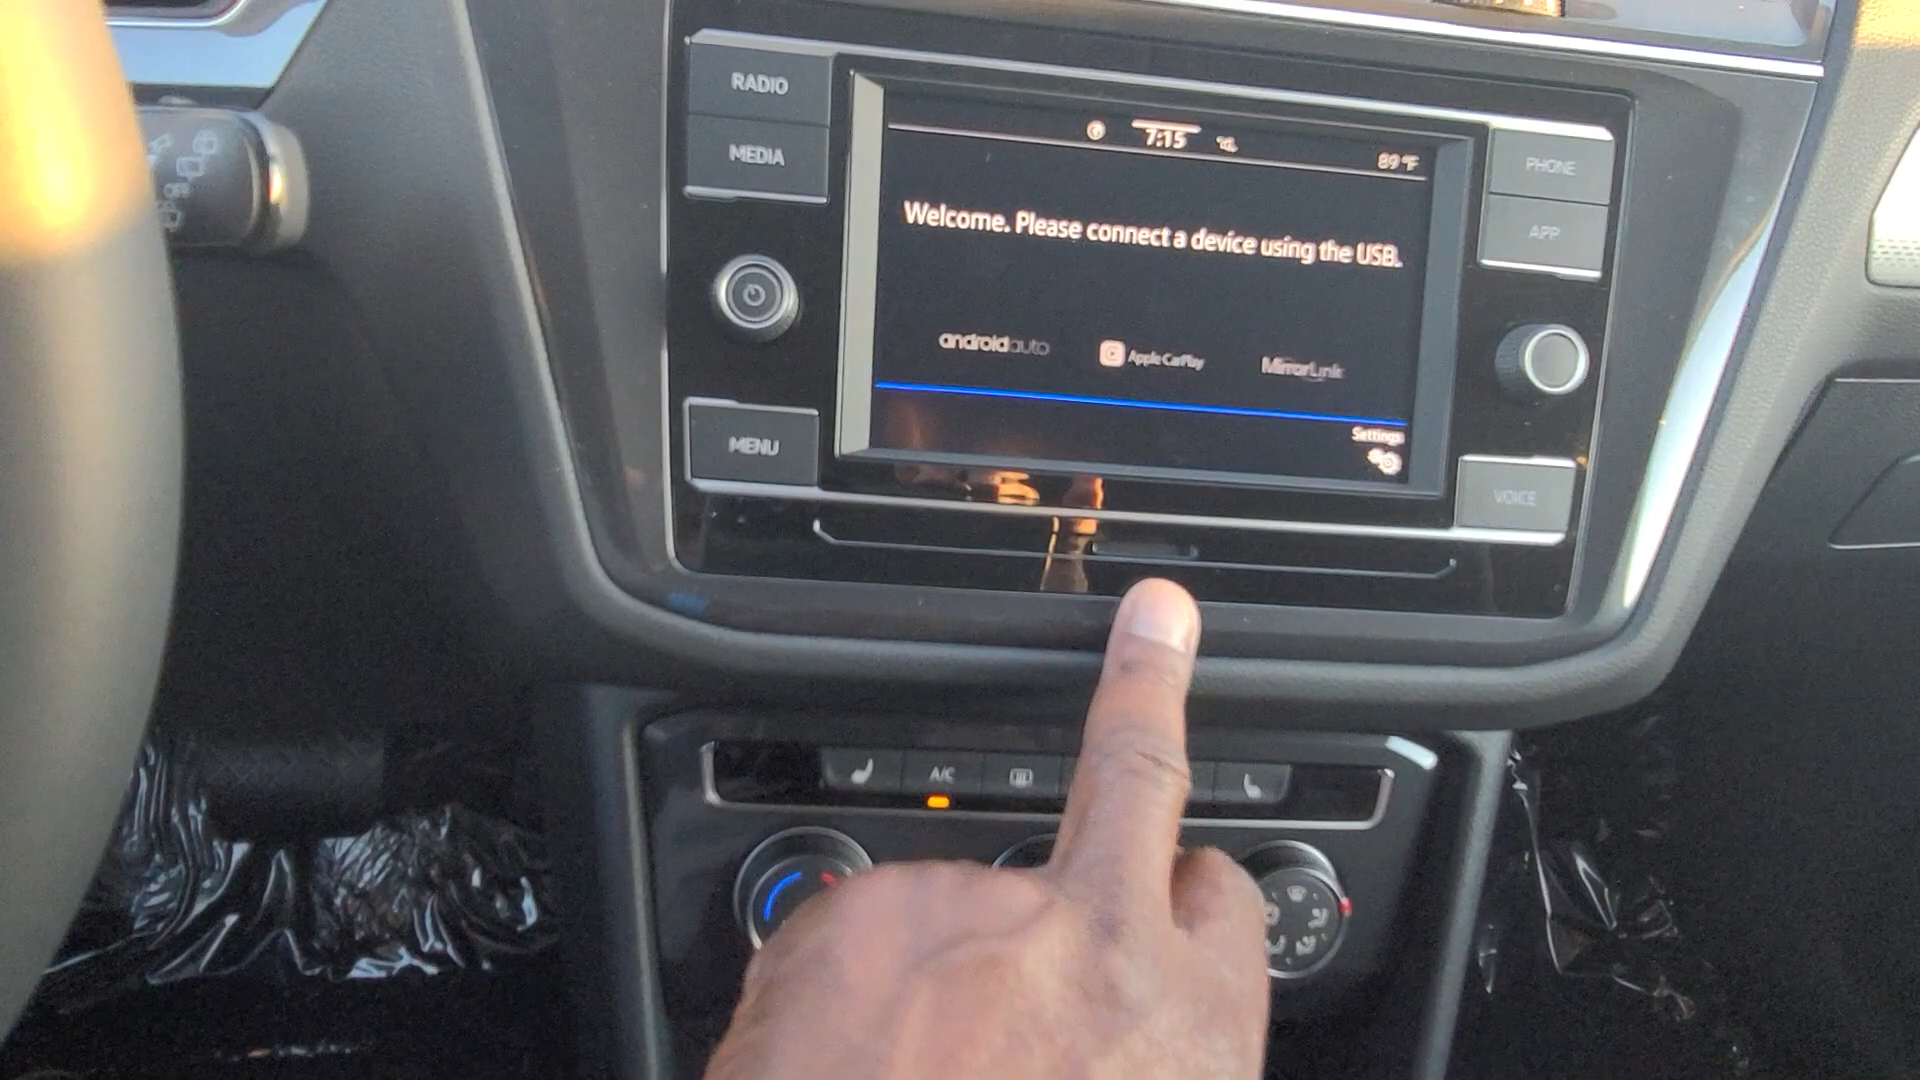 RADIO
MEDIA
7:15
89°F
PHONE
APP
Welcome. Please connect a device using the USB.
androidauto
Apple CarPlay
MirrorLink
Settings
MENU
VOICE
OFF
A/C